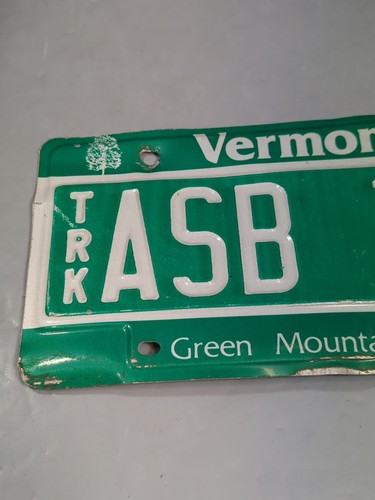 Vermon
TRK ASB
Green Mounta